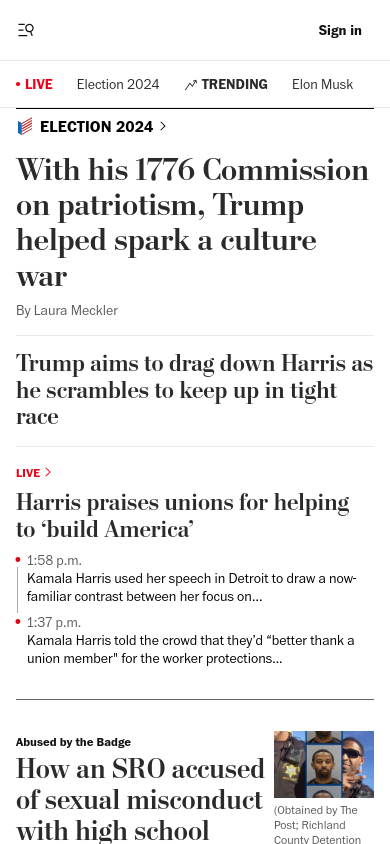 Sign in
LIVE
Election 2024
TRENDING
Elon Musk
ELECTION 2024
With his 1776 Commission
on patriotism, Trump
helped spark a culture
war
By Laura Meckler
Trump aims to drag down Harris as
he scrambles to keep up in tight
race
LIVE
Harris praises unions for helping
to ‘build America’
1:58 p.m.
Kamala Harris used her speech in Detroit to draw a now-
familiar contrast between her focus on...
1:37 p.m.
Kamala Harris told the crowd that they’d “better thank a
union member" for the worker protections...
Abused by the Badge
How an SRO accused
of sexual misconduct
with high school
(Obtained by The
Post; Richland
County Detention